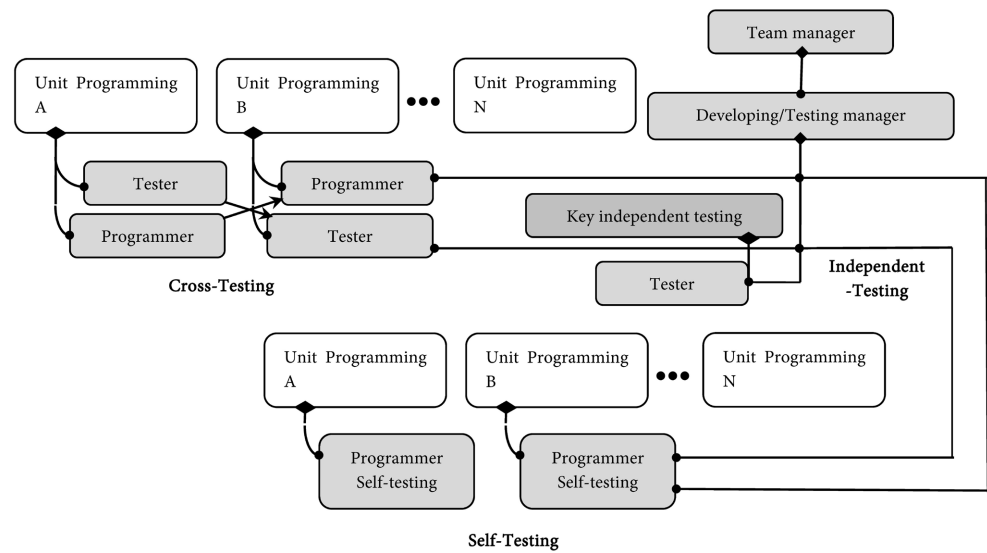 Team manager
Unit Programming
A
Unit Programming
B
Unit Programming
N
Developing/Testing manager
Tester
Programmer
Programmer
Tester
Key independent testing
Tester
Cross-Testing
Independent
-Testing
Unit Programming
A
Unit Programming
B
Unit Programming
N
Programmer
Self-testing
Programmer
Self-testing
Self-Testing